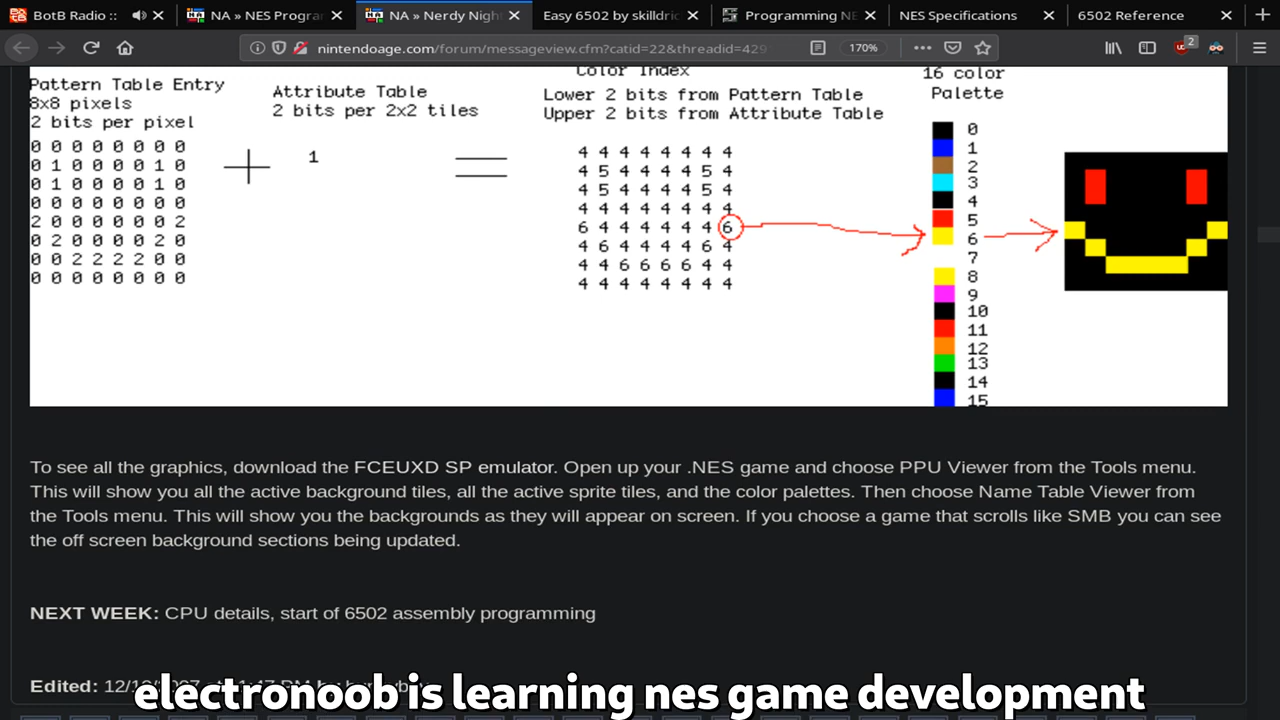 BotB Radio ::
NA » NES Progra
NA » Nerdy Nigh
Easy 6502 by skilldric
Programming NE
NES Specifications
6502 Reference
nintendoage.com/forum/messageview.cfm?catid=22&threadid=429
170%
2
Pattern Table Entry
8x8 pixels
2 bits per pixel
0 0 0 0 0 0 0 0
0 1 0 0 0 0 1 0
0 1 0 0 0 0 1 0
0 0 0 0 0 0 0 0
2 0 0 0 0 0 0 2
0 2 0 0 0 0 2 0
0 0 2 2 2 2 0 0
0 0 0 0 0 0 0 0
+
Attribute Table
2 bits per 2x2 tiles
1
=
Color Index
Lower 2 bits from Pattern Table
Upper 2 bits from Attribute Table
4 4 4 4 4 4 4 4
4 5 4 4 4 4 5 4
4 5 4 4 4 4 5 4
4 4 4 4 4 4 4 4
6 4 4 4 4 4 4 6
4 6 4 4 4 4 6 4
4 4 6 6 6 6 4 4
4 4 4 4 4 4 4 4
16 color
Palette
0
1
2
3
4
5
6
7
8
9
10
11
12
13
14
15
To see all the graphics, download the FCEUXD SP emulator. Open up your .NES game and choose PPU Viewer from the Tools menu.
This will show you all the active background tiles, all the active sprite tiles, and the color palettes. Then choose Name Table Viewer from
the Tools menu. This will show you the backgrounds as they will appear on screen. If you choose a game that scrolls like SMB you can see
the off screen background sections being updated.
NEXT WEEK: CPU details, start of 6502 assembly programming
Edited:
electronoob is learning nes game development